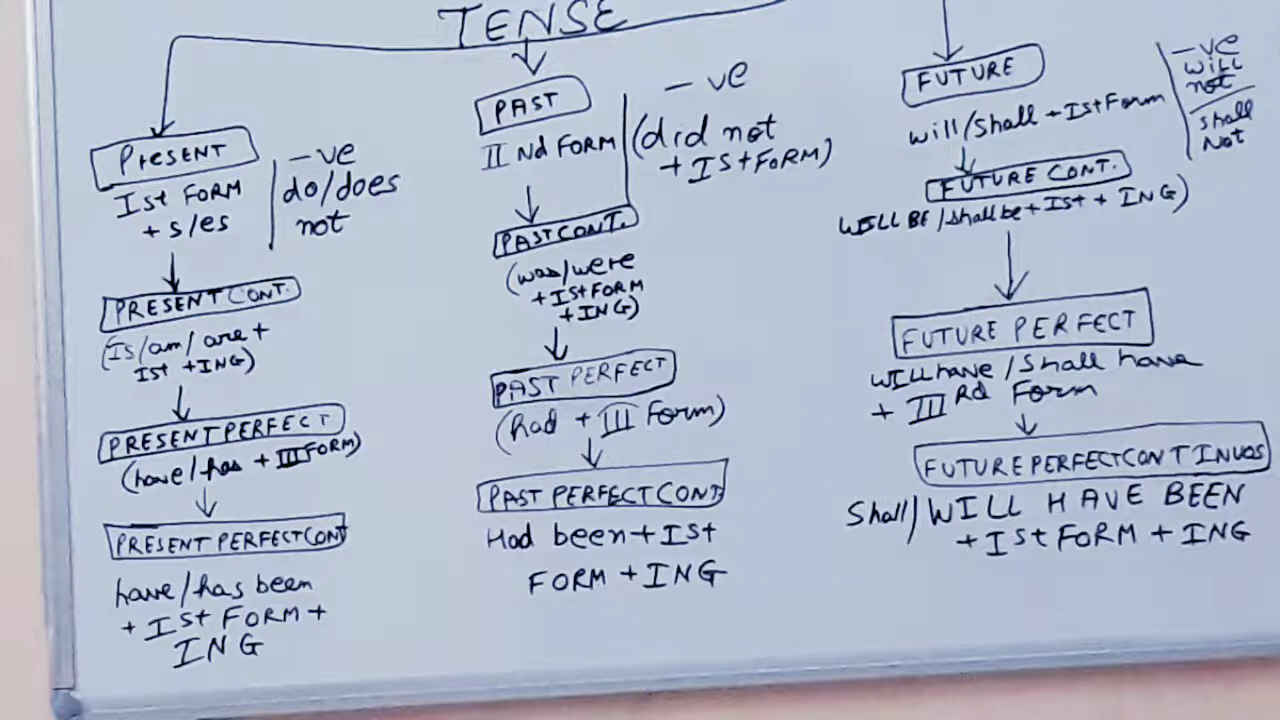 TENSE
PresENT
Ist FORM
+ s/es
-ve
do/does
not
PRESENT CONT.
(Is/am/are +
Ist + ING)
PRESENT PERFECT
(have/has + III FORM)
PRESENT PERFECT CONT
have/has been
+ Ist FORM +
ING
PAST
II Nd FORM
- ve
(did not
+ Ist FORM)
PAST CONT.
(was/were
+ Ist FORM
+ ING)
PAST PERFECT
(had + III Form)
PAST PERFECT CONT
Had been + Ist
FORM + ING
FUTURE
will/Shall + Ist Form
-ve
WILL
not
shall
Not
FUTURE CONT.
WILL BE/shall be + Ist + ING)
FUTURE PERFECT
WILL have/Shall have
+ III Rd Form
FUTURE PERFECT CONTINUOS
Shall/WILL HAVE BEEN
+ Ist FORM + ING